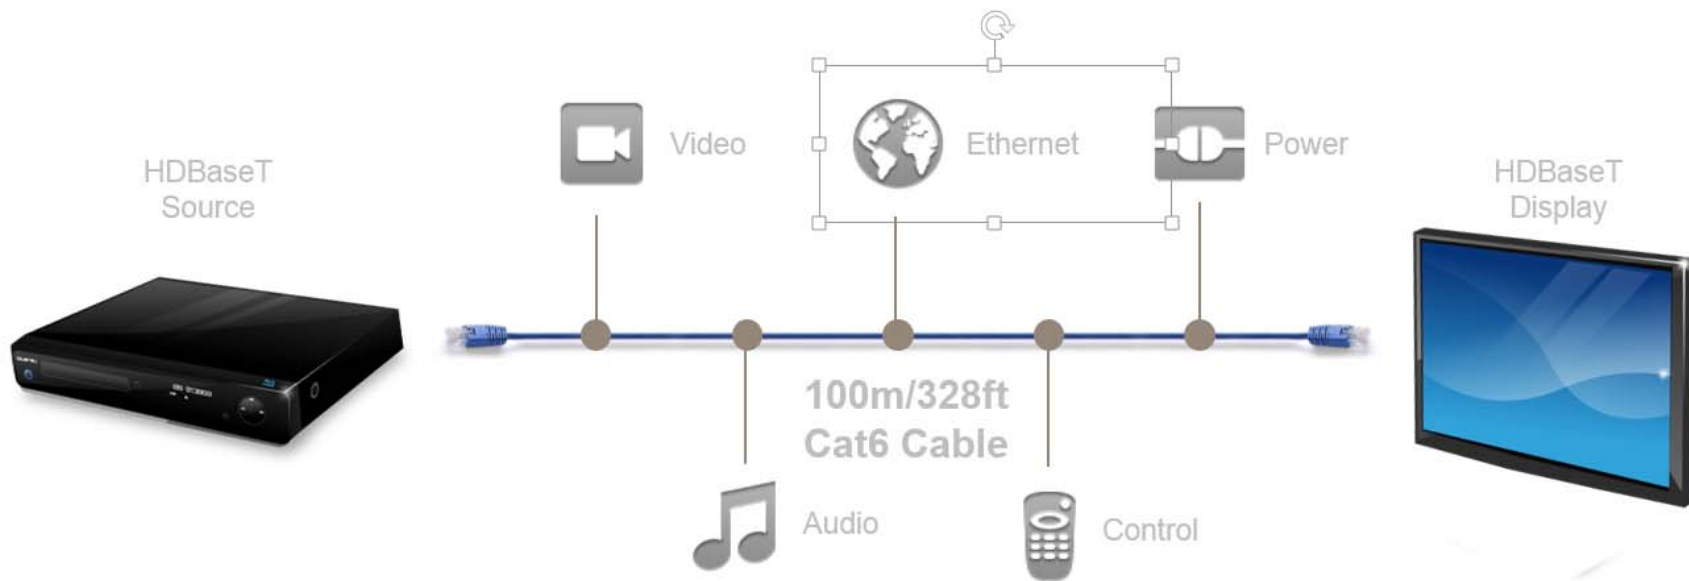 HDBaseT
Source
Video
Ethernet
Power
HDBaseT
Display
100m/328ft
Cat6 Cable
Audio
Control